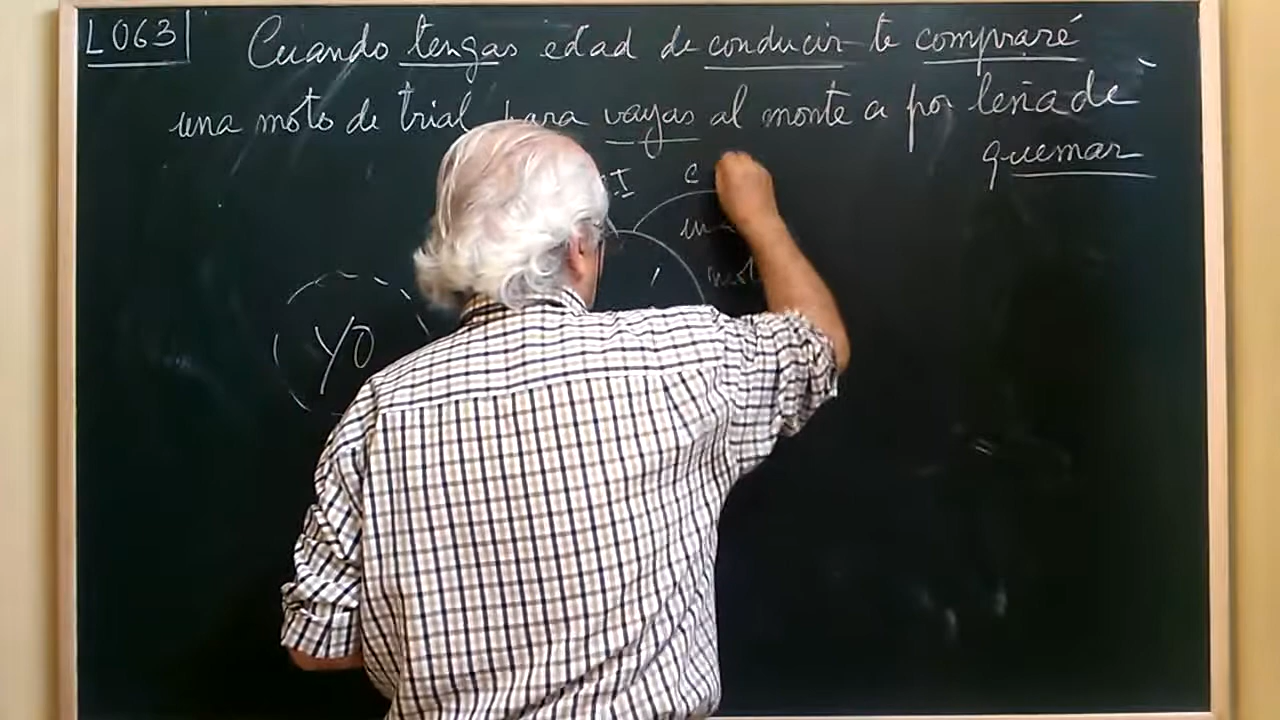 L063 Cuando tengas edad de conducir te compraré
una moto de trial para vayas al monte a por leña de
quemar
YO